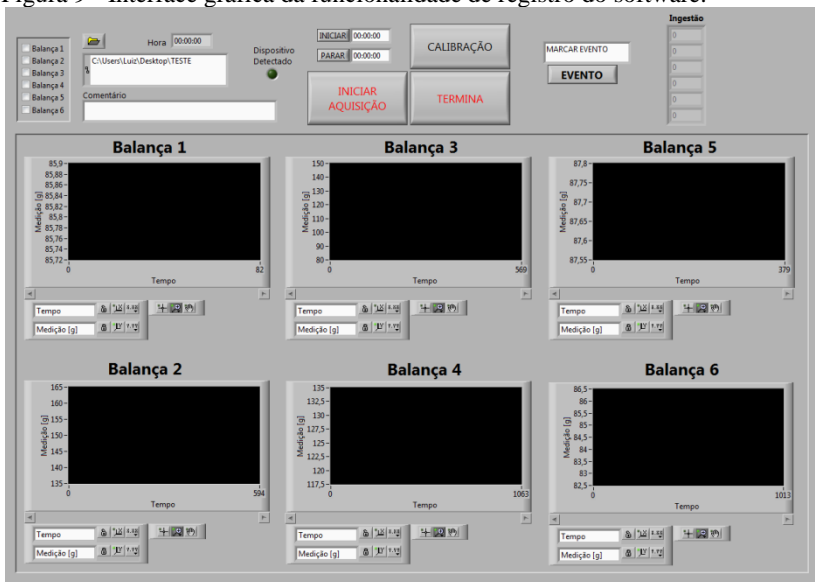 Figura 9 - Interface gráfica da funcionalidade de registro do software.
Balança 1
Balança 2
Balança 3
Balança 4
Balança 5
Balança 6
Hora 00:00:00
C:\Users\Luiz\Desktop\TESTE
Comentário
Dispositivo
Detectado
INICIAR 00:00:00
PARAR 00:00:00
INICIAR
AQUISIÇÃO
CALIBRAÇÃO
TERMINA
MARCAR EVENTO
EVENTO
Ingestão
0
0
0
0
0
0
Balança 1
Medição [g]
85,9
85,88
85,86
85,84
85,82
85,8
85,78
85,76
85,74
85,72
0 82
Tempo
Tempo
Medição [g]
Balança 3
Medição [g]
150
140
130
120
110
100
90
80
0 569
Tempo
Tempo
Medição [g]
Balança 5
Medição [g]
87,8
87,75
87,7
87,65
87,6
87,55
0 379
Tempo
Tempo
Medição [g]
Balança 2
Medição [g]
165
160
155
150
145
140
135
0 594
Tempo
Tempo
Medição [g]
Balança 4
Medição [g]
135
132,5
130
127,5
125
122,5
120
117,5
0 1063
Tempo
Tempo
Medição [g]
Balança 6
Medição [g]
86,5
86
85,5
85
84,5
84
83,5
83
82,5
0 1013
Tempo
Tempo
Medição [g]